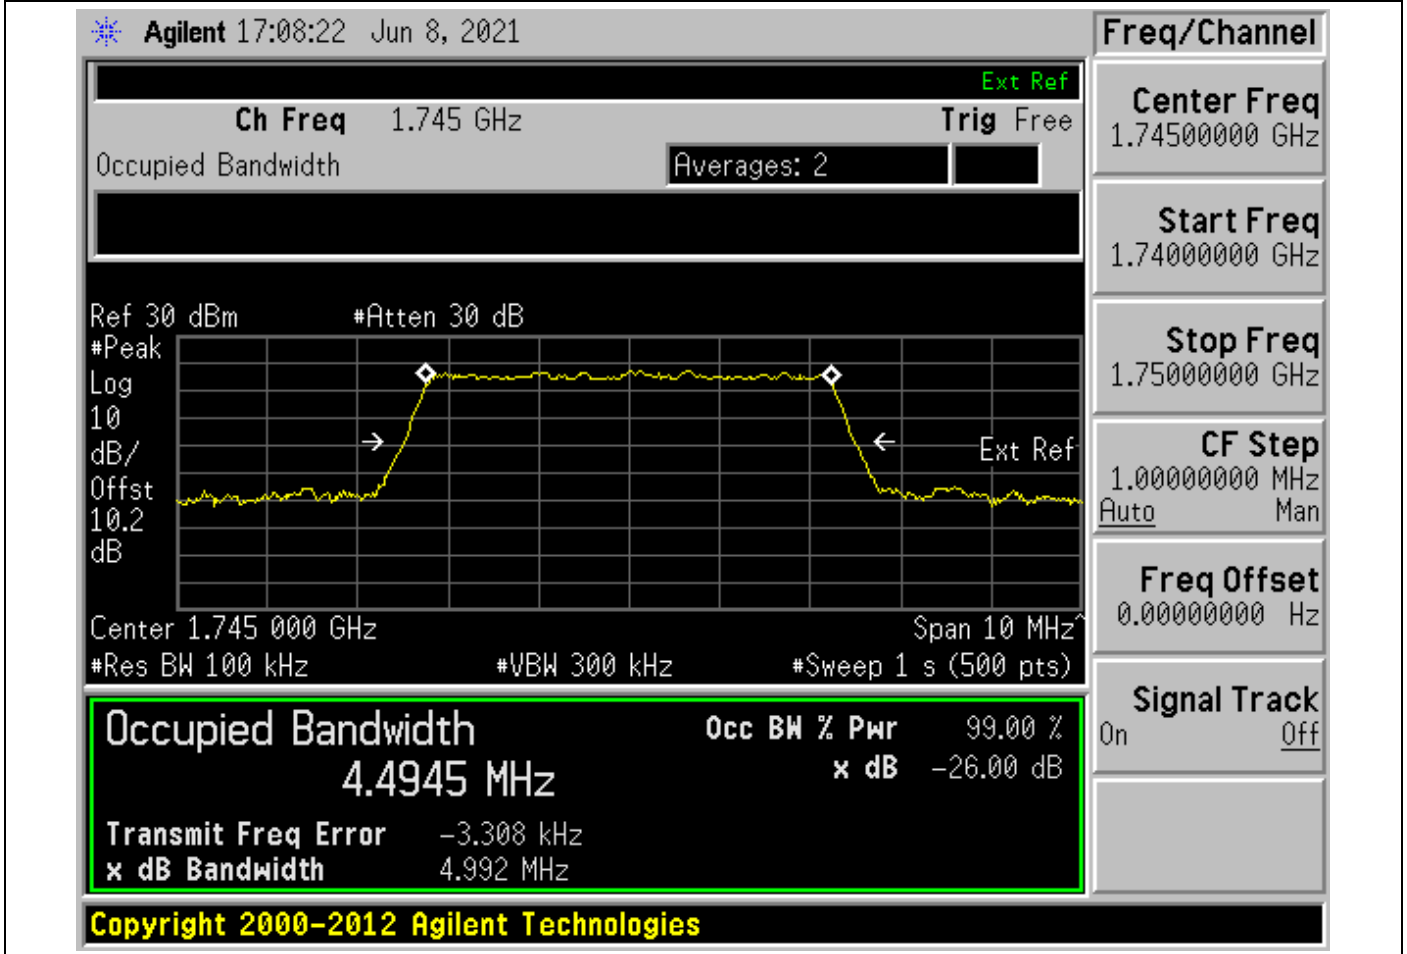 Agilent 17:08:22 Jun 8, 2021
Freq/Channel
Ext Ref
Ch Freq 1.745 GHz Trig Free
Occupied Bandwidth Averages: 2
Ref 30 dBm #Atten 30 dB
#Peak
Log
10
dB/
Offst
10.2
dB
Ext Ref
Center 1.745 000 GHz Span 10 MHz^
#Res BW 100 kHz #VBW 300 kHz #Sweep 1 s (500 pts)
Occupied Bandwidth Occ BW % Pwr 99.00 %
4.4945 MHz x dB -26.00 dB
Transmit Freq Error -3.308 kHz
x dB Bandwidth 4.992 MHz
Copyright 2000-2012 Agilent Technologies
Center Freq
1.74500000 GHz
Start Freq
1.74000000 GHz
Stop Freq
1.75000000 GHz
CF Step
1.00000000 MHz
Auto Man
Freq Offset
0.00000000 Hz
Signal Track
On Off